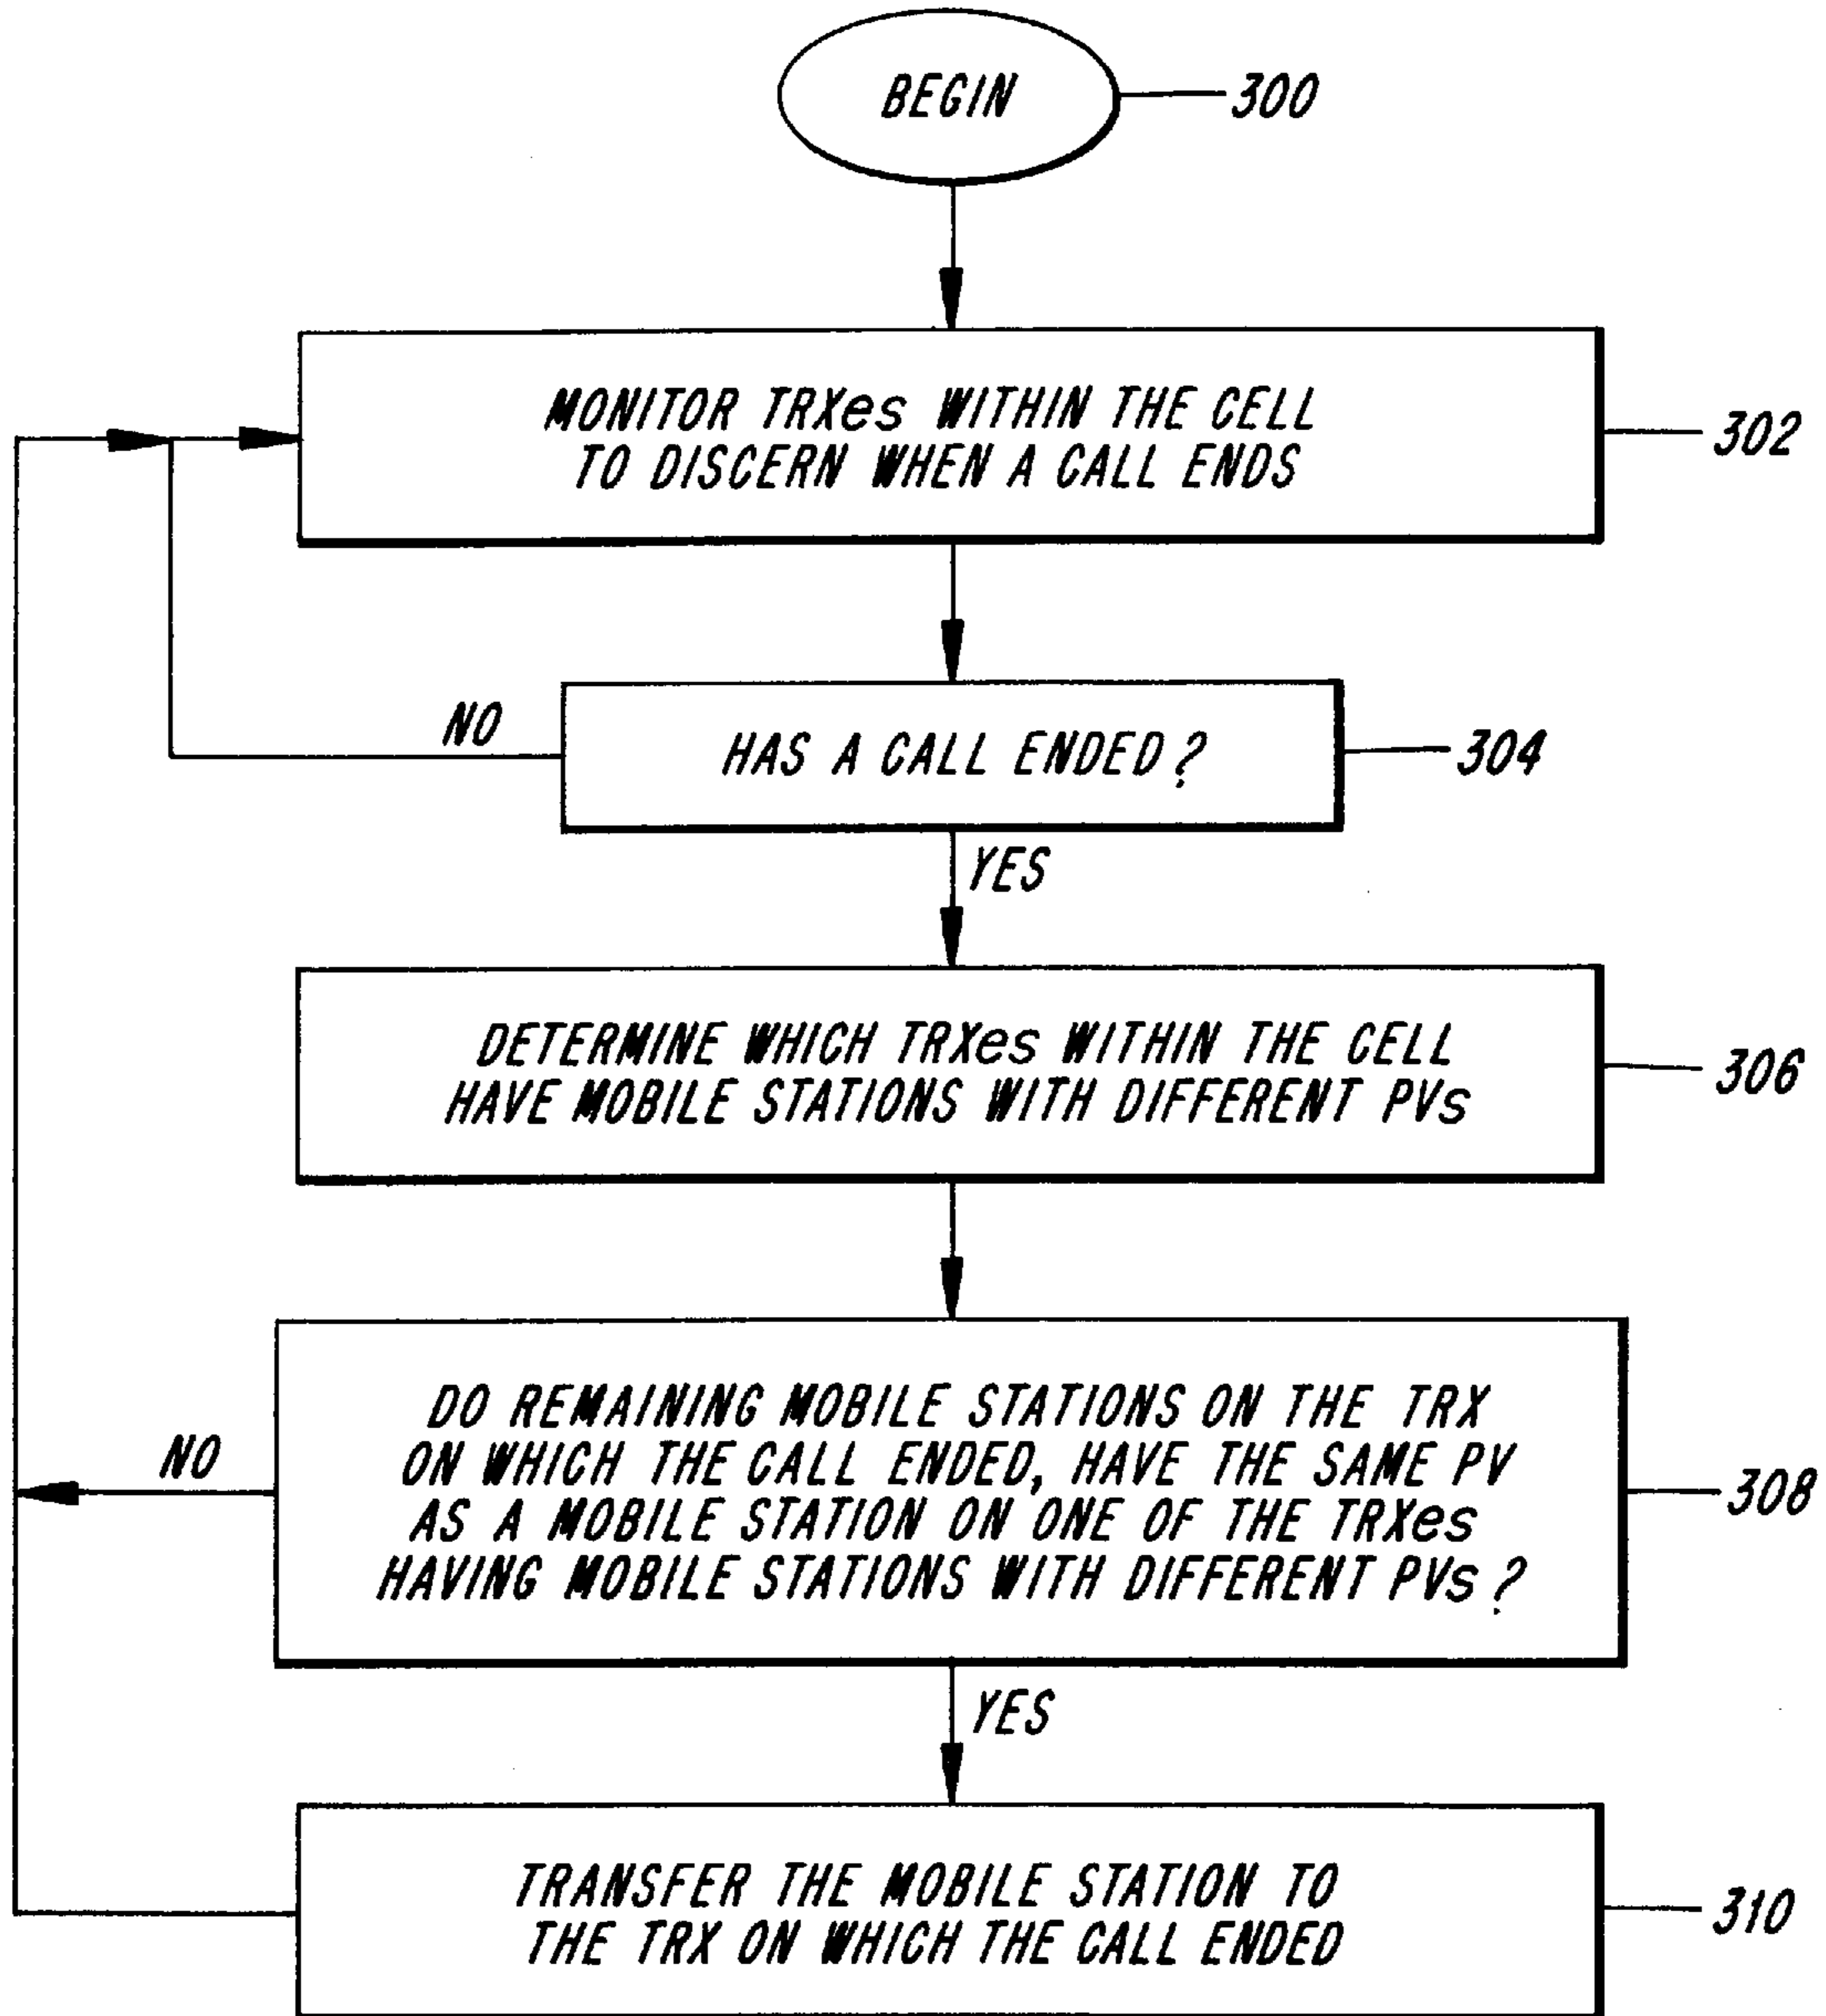 BEGIN
300
MONITOR TRXes WITHIN THE CELL
TO DISCERN WHEN A CALL ENDS
302
NO
HAS A CALL ENDED?
304
YES
DETERMINE WHICH TRXes WITHIN THE CELL
HAVE MOBILE STATIONS WITH DIFFERENT PVs
306
DO REMAINING MOBILE STATIONS ON THE TRX
ON WHICH THE CALL ENDED, HAVE THE SAME PV
AS A MOBILE STATION ON ONE OF THE TRXes
HAVING MOBILE STATIONS WITH DIFFERENT PVs?
308
NO
YES
TRANSFER THE MOBILE STATION TO
THE TRX ON WHICH THE CALL ENDED
310